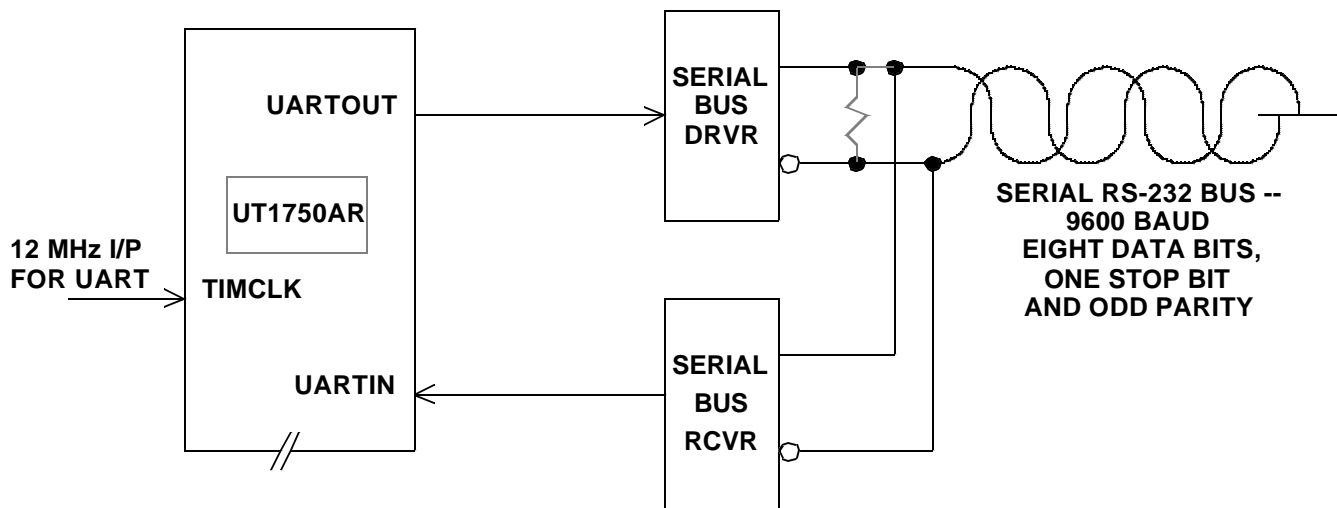 UARTOUT
UT1750AR
12 MHz I/P
FOR UART
TIMCLK
UARTIN
SERIAL
BUS
DRVR
SERIAL
BUS
RCVR
SERIAL RS-232 BUS --
9600 BAUD
EIGHT DATA BITS,
ONE STOP BIT
AND ODD PARITY